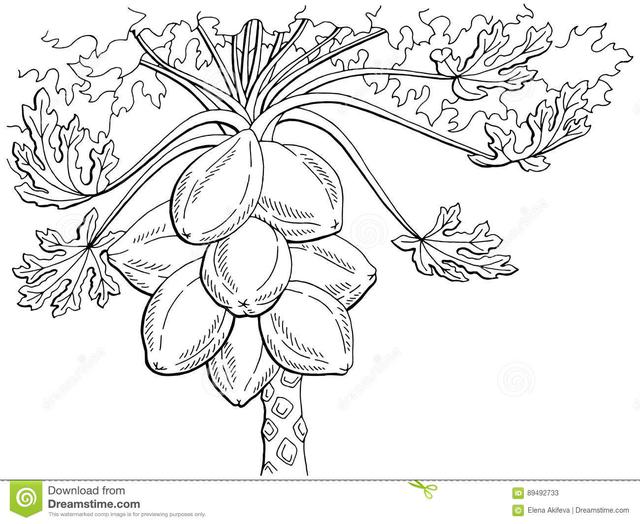 Download from
Dreamstime.com
This watermarked comp image is for previewing purposes only.
89492733
Elena Akifeva | Dreamstime.com